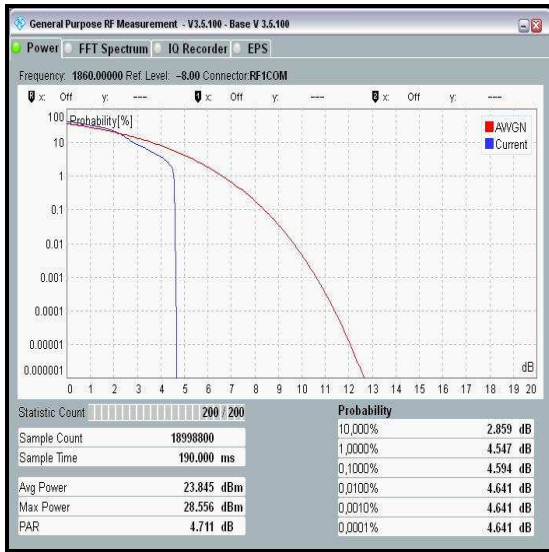 General Purpose RF Measurement - V3.5.100 - Base V 3.5.100
Power FFT Spectrum IQ Recorder EPS
Frequency: 1860.00000 Ref. Level: -8.00 Connector:RF1COM
x: Off y: --- 1 x: Off y: --- 2 x: Off y: ---
Probability[%]
AWGN
Current
100
10
1
0.1
0.01
0.001
0.0001
0.00001
0.000001
dB
0 1 2 3 4 5 6 7 8 9 10 11 12 13 14 15 16 17 18 19 20
Statistic Count 200 / 200
Sample Count 18998800
Sample Time 190.000 ms
Avg Power 23.845 dBm
Max Power 28.556 dBm
PAR 4.711 dB
Probability
10,000% 2.859 dB
1,0000% 4.547 dB
0,1000% 4.594 dB
0,0100% 4.641 dB
0,0010% 4.641 dB
0,0001% 4.641 dB